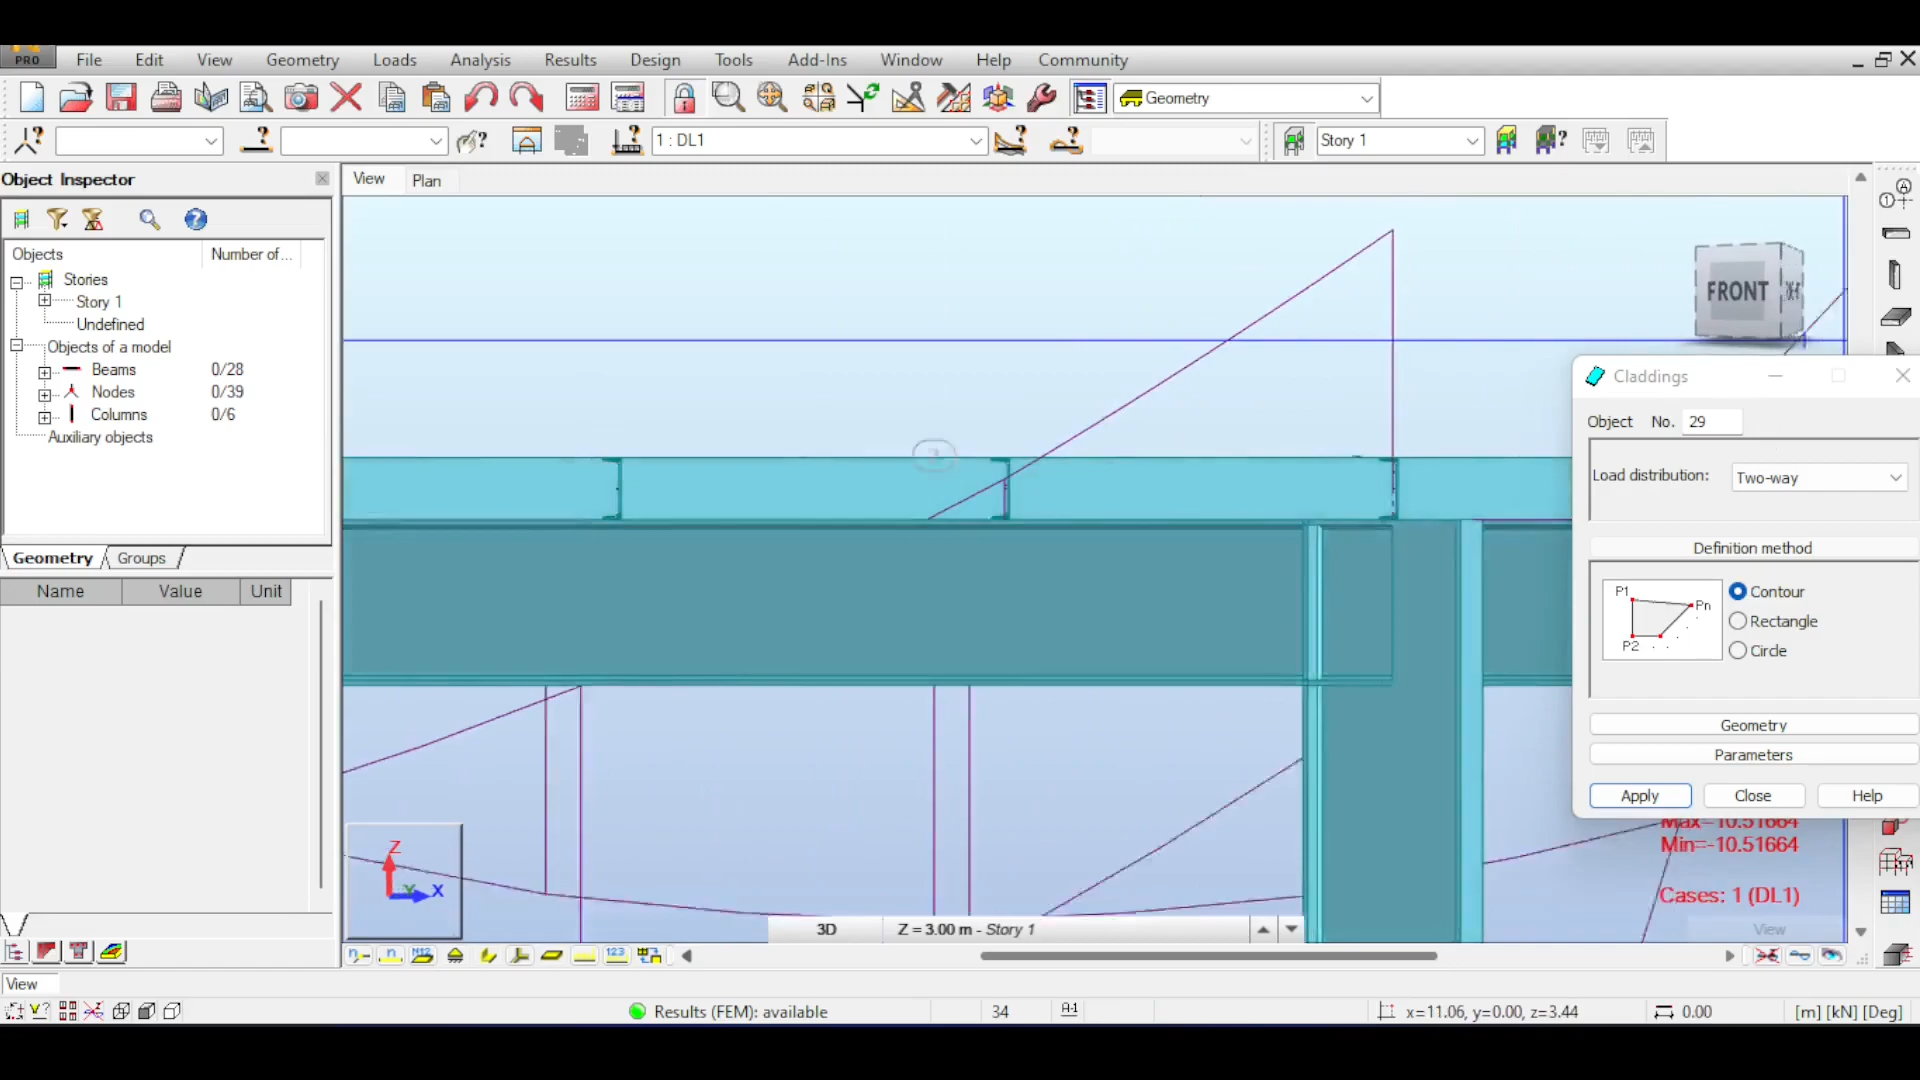 PRO File Edit View Geometry Loads Analysis Results Design Tools Add-Ins Window Help Community
Geometry
1 : DL1 Story 1
Object Inspector View Plan
Objects Number of...
Stories
Story 1
Undefined
Objects of a model
Beams 0/28
Nodes 0/39
Columns 0/6
Auxiliary objects
Geometry Groups
Name Value Unit
FRONT
Claddings
Object No. 29
Load distribution: Two-way
Definition method
P1 Pn
P2
Contour
Rectangle
Circle
Geometry
Parameters
Apply Close Help
Max=10.51664
Min=-10.51664
Cases: 1 (DL1)
View
Z
Y X
3D Z = 3.00 m - Story 1
View
Results (FEM): available 34 x=11.06, y=0.00, z=3.44 0.00 [m] [kN] [Deg]